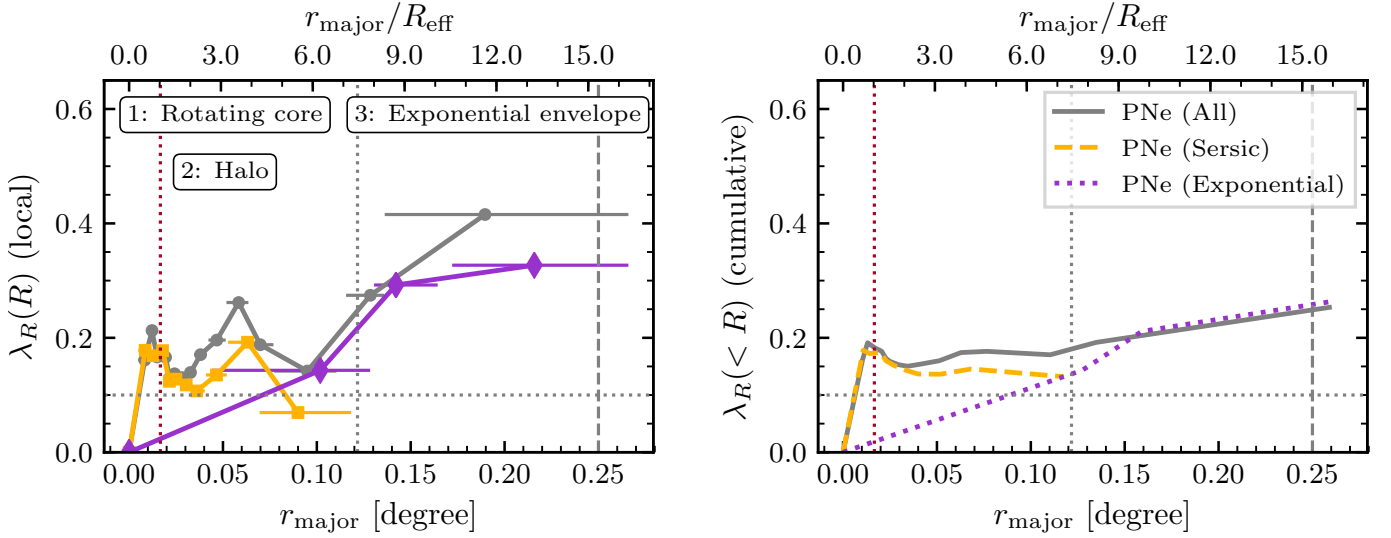 r_major/R_eff
0.0 3.0 6.0 9.0 12.0 15.0
0.6
0.4
0.2
0.0
λ_R(R) (local)
1: Rotating core
3: Exponential envelope
2: Halo
0.00 0.05 0.10 0.15 0.20 0.25
r_major [degree]
r_major/R_eff
0.0 3.0 6.0 9.0 12.0 15.0
0.6
0.4
0.2
0.0
λ_R(< R) (cumulative)
PNe (All)
PNe (Sersic)
PNe (Exponential)
0.00 0.05 0.10 0.15 0.20 0.25
r_major [degree]